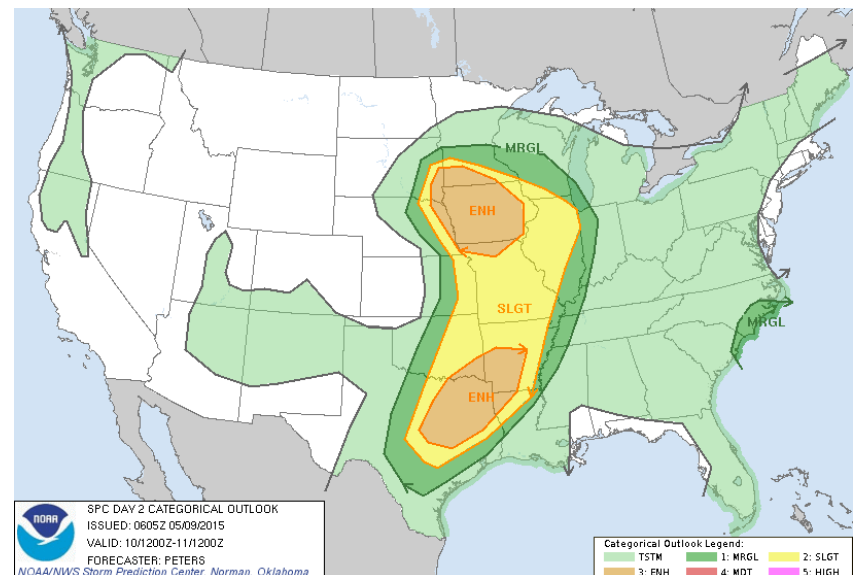 MRGL
ENH
SLGT
MRGL
ENH
NOAA
SPC DAY 2 CATEGORICAL OUTLOOK
ISSUED: 0605Z 05/09/2015
VALID: 10/1200Z-11/1200Z
FORECASTER: PETERS
NOAA/NWS Storm Prediction Center, Norman, Oklahoma
Categorical Outlook Legend:
TSTM 1: MRGL 2: SLGT
3: ENH 4: MDT 5: HIGH